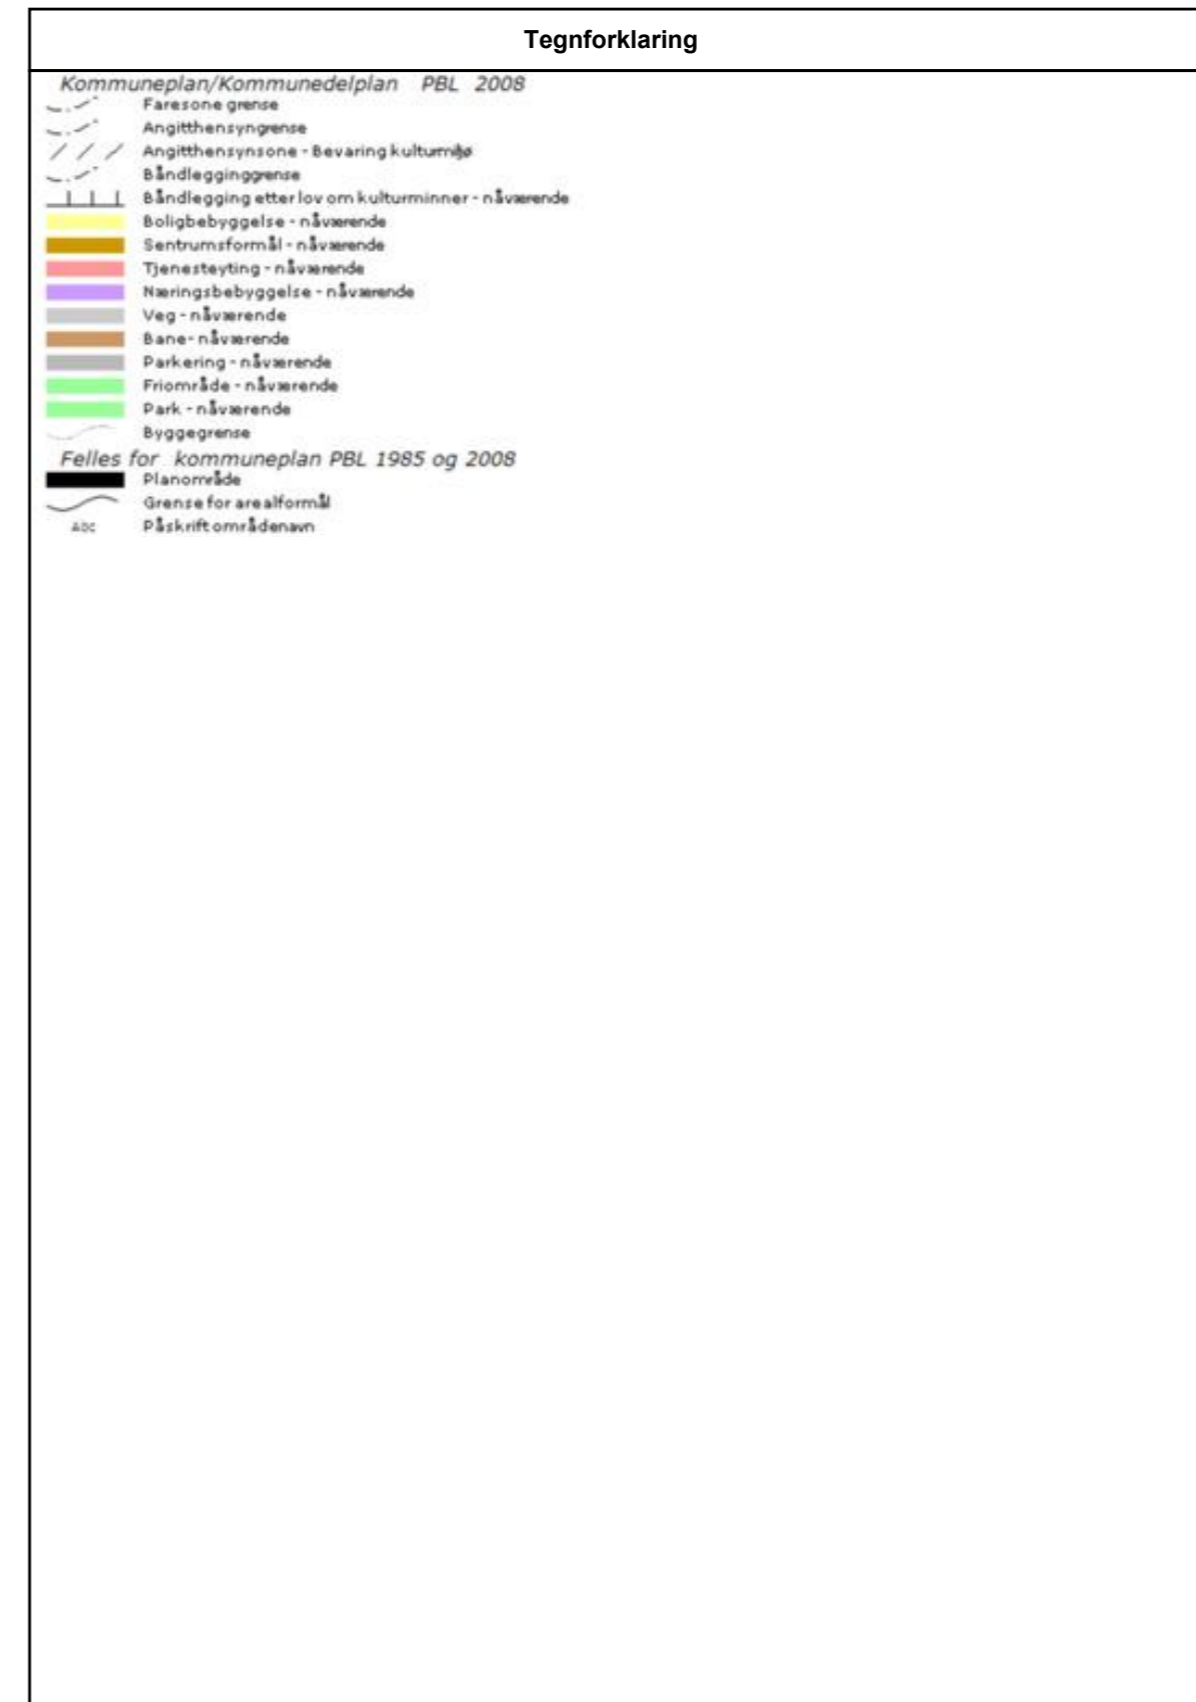 Tegnforklaring
Kommuneplan/Kommunedelplan PBL 2008
Faresone grense
Angitthensyngrense
Angitthensynsone - Bevaring kulturmiljø
Båndlegginggrense
Båndlegging etter lov om kulturminner - nåværende
Boligbebyggelse - nåværende
Sentrumsformål - nåværende
Tjenesteyting - nåværende
Næringsbebyggelse - nåværende
Veg - nåværende
Bane - nåværende
Parkering - nåværende
Friområde - nåværende
Park - nåværende
Byggegrense
Felles for kommuneplan PBL 1985 og 2008
Planområde
Grense for arealformål
Abc Påskrift områdenavn